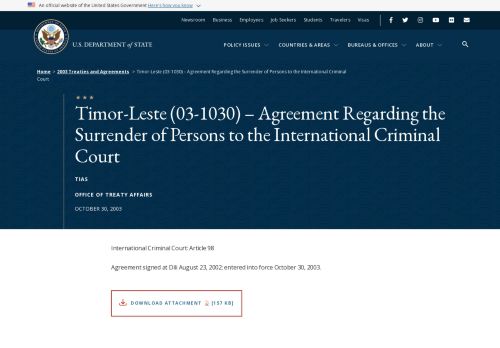 An official website of the United States Government Here's how you know
Newsroom Business Employees Job Seekers Students Travelers Visas
U.S. DEPARTMENT of STATE
POLICY ISSUES COUNTRIES & AREAS BUREAUS & OFFICES ABOUT
Home > 2003 Treaties and Agreements > Timor-Leste (03-1030) – Agreement Regarding the Surrender of Persons to the International Criminal
Court
Timor-Leste (03-1030) – Agreement Regarding the
Surrender of Persons to the International Criminal
Court
TIAS
OFFICE OF TREATY AFFAIRS
OCTOBER 30, 2003
International Criminal Court: Article 98
Agreement signed at Dili August 23, 2002; entered into force October 30, 2003.
DOWNLOAD ATTACHMENT [157 KB]